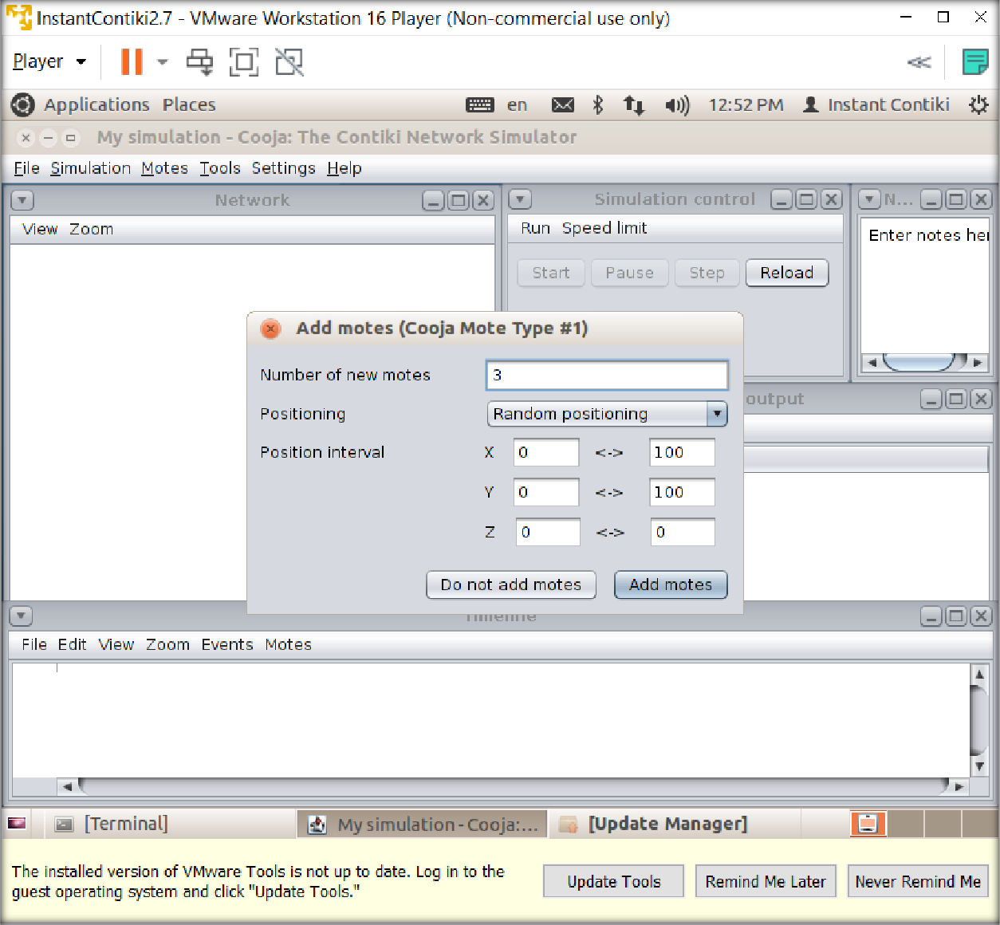 InstantContiki2.7 - VMware Workstation 16 Player (Non-commercial use only)
Player
Applications Places en 12:52 PM Instant Contiki
My simulation - Cooja: The Contiki Network Simulator
File Simulation Motes Tools Settings Help
Network
View Zoom
Simulation control
Run Speed limit
Start Pause Step Reload
N...
Enter notes her
Add motes (Cooja Mote Type #1)
Number of new motes 3
Positioning Random positioning
Position interval X 0 <-> 100
Y 0 <-> 100
Z 0 <-> 0
Do not add motes Add motes
output
Timeline
File Edit View Zoom Events Motes
[Terminal] My simulation - Cooja:... [Update Manager]
The installed version of VMware Tools is not up to date. Log in to the
guest operating system and click "Update Tools."
Update Tools Remind Me Later Never Remind Me